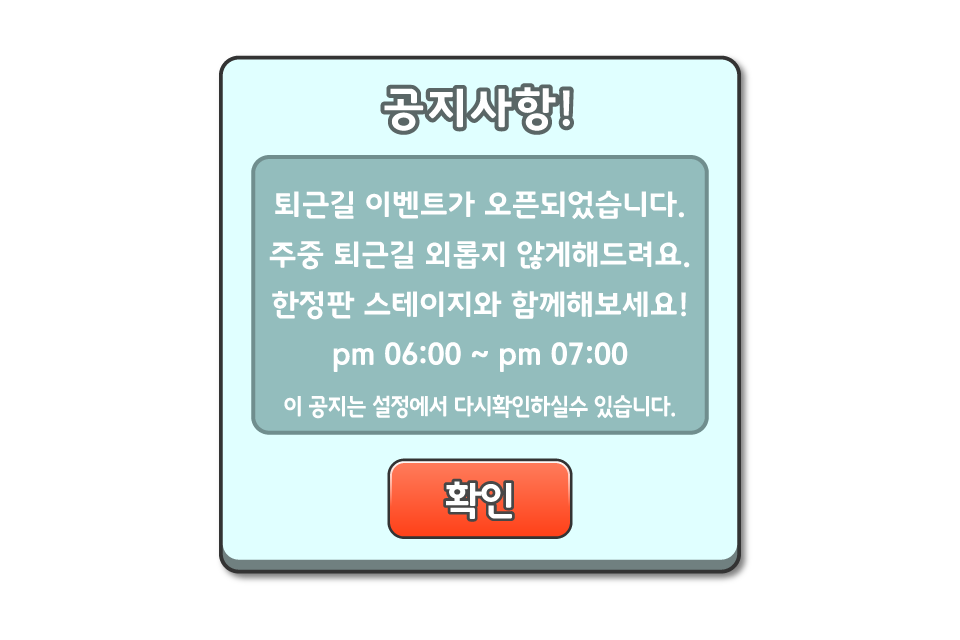 공지사항!
퇴근길 이벤트가 오픈되었습니다.
주중 퇴근길 외롭지 않게해드려요.
한정판 스테이지와 함께해보세요!
pm 06:00 ~ pm 07:00
이 공지는 설정에서 다시확인하실수 있습니다.
확인